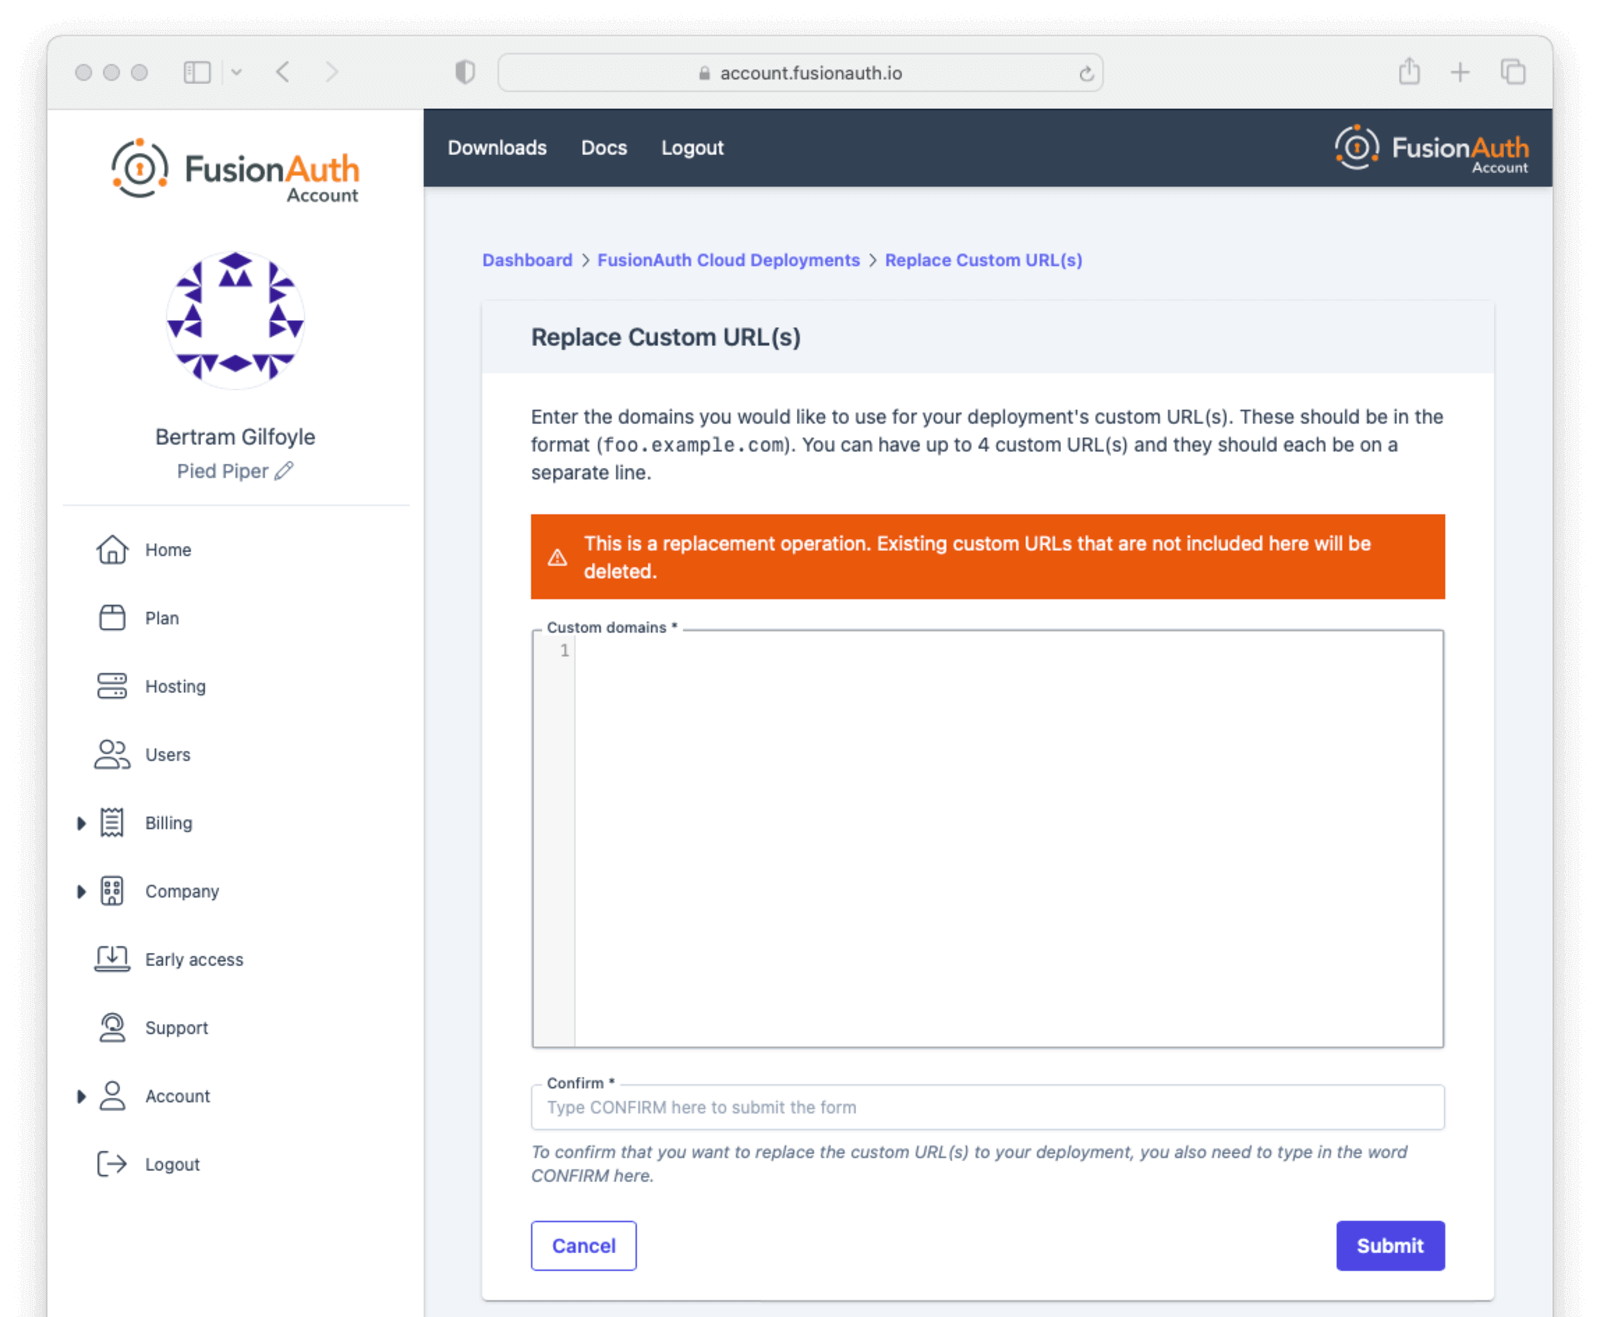 account.fusionauth.io
FusionAuth
Account
Downloads Docs Logout
FusionAuth
Account
Bertram Gilfoyle
Pied Piper
Home
Plan
Hosting
Users
Billing
Company
Early access
Support
Account
Logout
Dashboard > FusionAuth Cloud Deployments > Replace Custom URL(s)
Replace Custom URL(s)
Enter the domains you would like to use for your deployment's custom URL(s). These should be in the
format (foo.example.com). You can have up to 4 custom URL(s) and they should each be on a
separate line.
This is a replacement operation. Existing custom URLs that are not included here will be
deleted.
Custom domains *
1
Confirm *
Type CONFIRM here to submit the form
To confirm that you want to replace the custom URL(s) to your deployment, you also need to type in the word
CONFIRM here.
Cancel
Submit